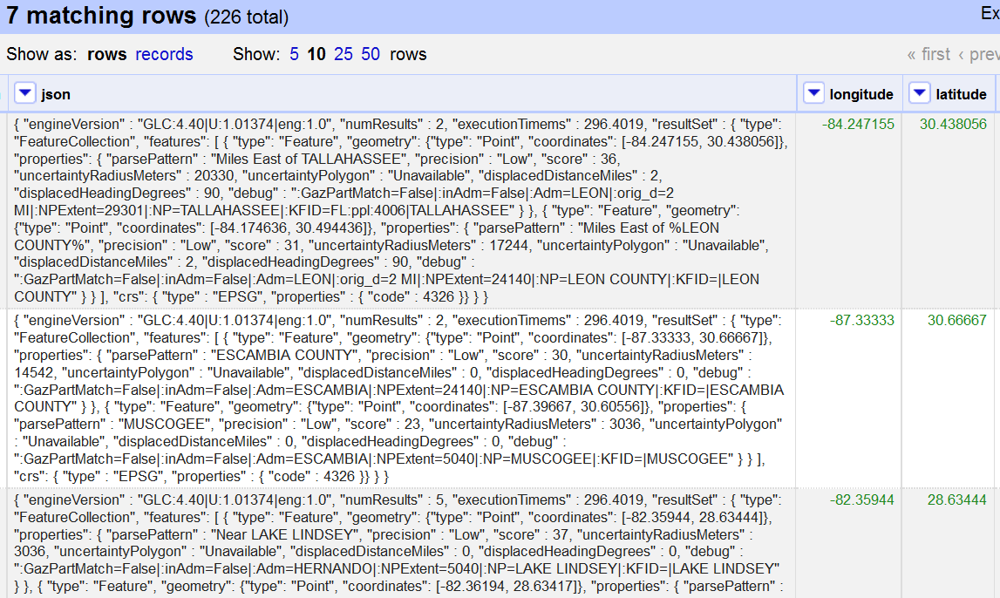 7 matching rows (226 total)
Ex
Show as: rows records Show: 5 10 25 50 rows
« first ‹ prev
json longitude latitude
{ "engineVersion" : "GLC:4.40|U:1.01374|eng:1.0", "numResults" : 2, "executionTimems" : 296.4019, "resultSet" : { "type": -84.247155 30.438056
"FeatureCollection", "features": [ { "type": "Feature", "geometry": {"type": "Point", "coordinates": [-84.247155, 30.438056]},
"properties": { "parsePattern" : "Miles East of TALLAHASSEE", "precision" : "Low", "score" : 36,
"uncertaintyRadiusMeters" : 20330, "uncertaintyPolygon" : "Unavailable", "displacedDistanceMiles" : 2,
"displacedHeadingDegrees" : 90, "debug" : ":GazPartMatch=False|:inAdm=False|:Adm=LEON|:orig_d=2
MI|:NPExtent=29301|:NP=TALLAHASSEE|:KFID=FL:ppl:4006|TALLAHASSEE" } }, { "type": "Feature", "geometry":
{"type": "Point", "coordinates": [-84.174636, 30.494436]}, "properties": { "parsePattern" : "Miles East of %LEON
COUNTY%", "precision" : "Low", "score" : 31, "uncertaintyRadiusMeters" : 17244, "uncertaintyPolygon" : "Unavailable",
"displacedDistanceMiles" : 2, "displacedHeadingDegrees" : 90, "debug" :
":GazPartMatch=False|:inAdm=False|:Adm=LEON|:orig_d=2 MI|:NPExtent=24140|:NP=LEON COUNTY|:KFID=|LEON
COUNTY" } } ], "crs": { "type" : "EPSG", "properties" : { "code" : 4326 }} } }
{ "engineVersion" : "GLC:4.40|U:1.01374|eng:1.0", "numResults" : 2, "executionTimems" : 296.4019, "resultSet" : { "type": -87.33333 30.66667
"FeatureCollection", "features": [ { "type": "Feature", "geometry": {"type": "Point", "coordinates": [-87.33333, 30.66667]},
"properties": { "parsePattern" : "ESCAMBIA COUNTY", "precision" : "Low", "score" : 30, "uncertaintyRadiusMeters" :
14542, "uncertaintyPolygon" : "Unavailable", "displacedDistanceMiles" : 0, "displacedHeadingDegrees" : 0, "debug" :
":GazPartMatch=False|:inAdm=False|:Adm=ESCAMBIA|:NPExtent=24140|:NP=ESCAMBIA COUNTY|:KFID=|ESCAMBIA
COUNTY" } }, { "type": "Feature", "geometry": {"type": "Point", "coordinates": [-87.39667, 30.60556]}, "properties": {
"parsePattern" : "MUSCOGEE", "precision" : "Low", "score" : 23, "uncertaintyRadiusMeters" : 3036, "uncertaintyPolygon"
: "Unavailable", "displacedDistanceMiles" : 0, "displacedHeadingDegrees" : 0, "debug" :
":GazPartMatch=False|:inAdm=False|:Adm=ESCAMBIA|:NPExtent=5040|:NP=MUSCOGEE|:KFID=|MUSCOGEE" } } ],
"crs": { "type" : "EPSG", "properties" : { "code" : 4326 }} } }
{ "engineVersion" : "GLC:4.40|U:1.01374|eng:1.0", "numResults" : 5, "executionTimems" : 296.4019, "resultSet" : { "type": -82.35944 28.63444
"FeatureCollection", "features": [ { "type": "Feature", "geometry": {"type": "Point", "coordinates": [-82.35944, 28.63444]},
"properties": { "parsePattern" : "Near LAKE LINDSEY", "precision" : "Low", "score" : 37, "uncertaintyRadiusMeters" :
3036, "uncertaintyPolygon" : "Unavailable", "displacedDistanceMiles" : 0, "displacedHeadingDegrees" : 0, "debug" :
":GazPartMatch=False|:inAdm=False|:Adm=HERNANDO|:NPExtent=5040|:NP=LAKE LINDSEY|:KFID=|LAKE LINDSEY"
} }, { "type": "Feature", "geometry": {"type": "Point", "coordinates": [-82.36194, 28.63417]}, "properties": { "parsePattern" :